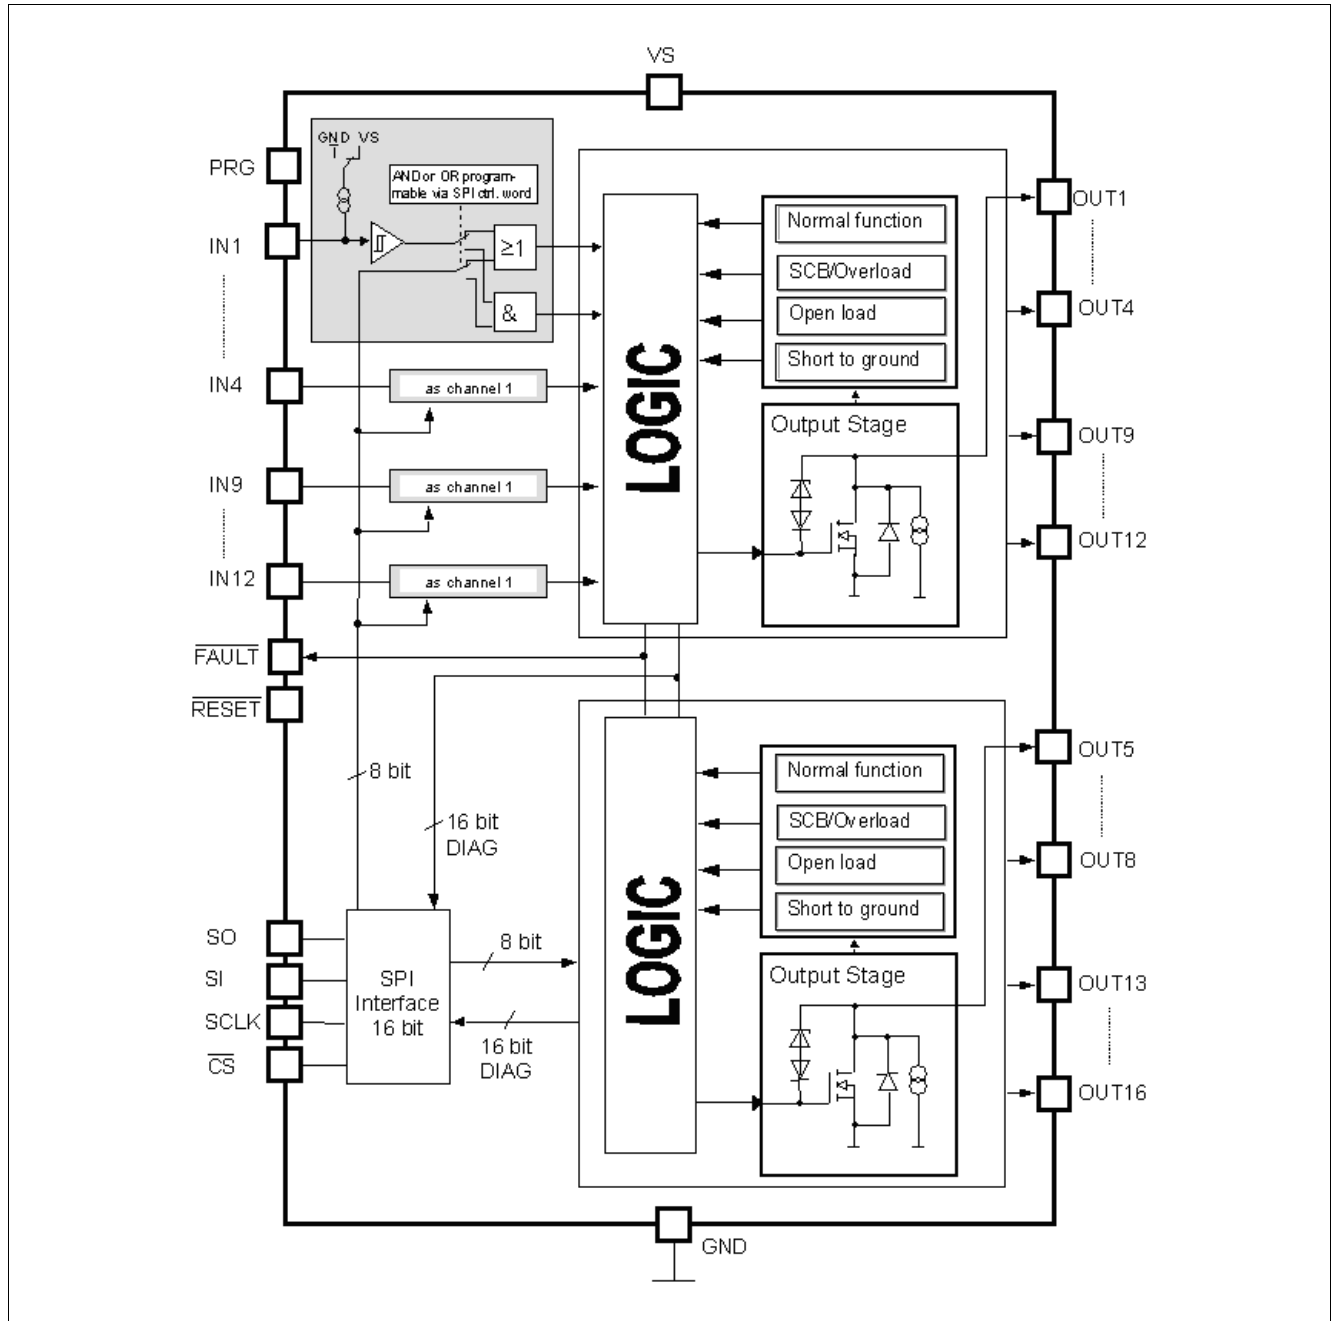 VS
GND VS
PRG
AND or OR program-
mable via SPI ctrl. word
IN1
≥1
&
IN4
as channel 1
IN9
as channel 1
IN12
as channel 1
FAULT
RESET
LOGIC
Normal function
SCB/Overload
Open load
Short to ground
Output Stage
OUT1
OUT4
OUT9
OUT12
8 bit
16 bit
DIAG
SO
SI
SCLK
CS
SPI
Interface
16 bit
8 bit
16 bit
DIAG
LOGIC
Normal function
SCB/Overload
Open load
Short to ground
Output Stage
OUT5
OUT8
OUT13
OUT16
GND